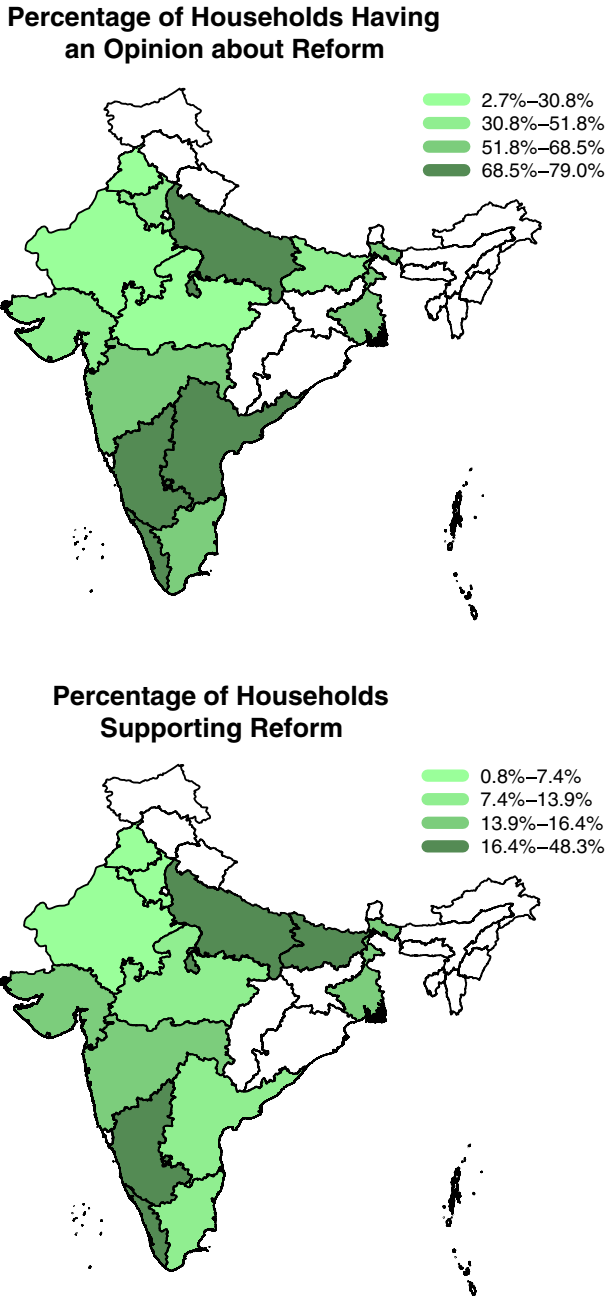 Percentage of Households Having
an Opinion about Reform
2.7%–30.8%
30.8%–51.8%
51.8%–68.5%
68.5%–79.0%
Percentage of Households
Supporting Reform
0.8%–7.4%
7.4%–13.9%
13.9%–16.4%
16.4%–48.3%